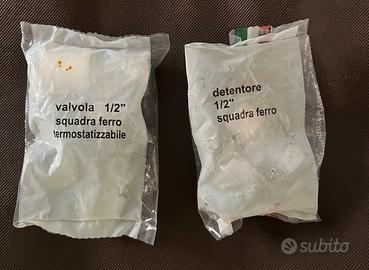 valvola 1/2"
squadra ferro
termostatizzabile
detentore
1/2"
squadra ferro
subito